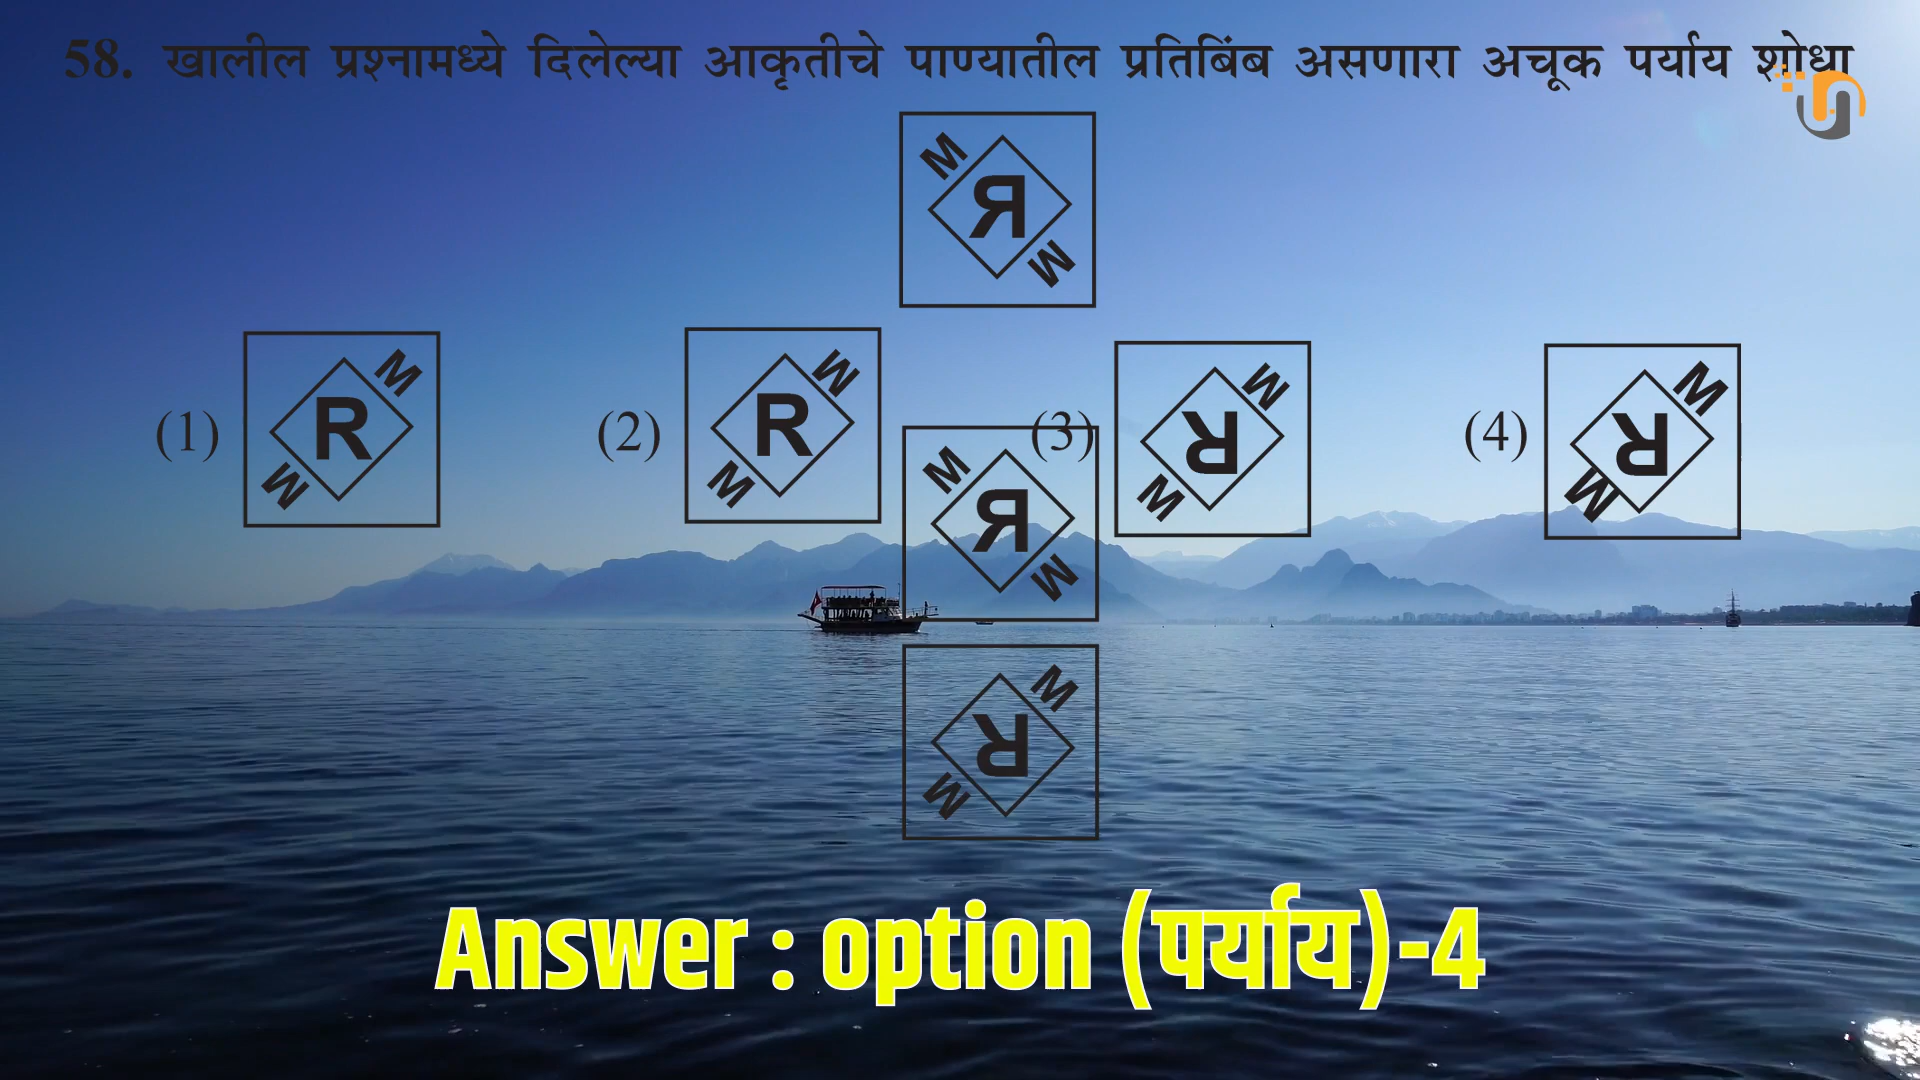 58. खालील प्रश्नामध्ये दिलेल्या आकृतीचे पाण्यातील प्रतिबिंब असणारा अचूक पर्याय शोधा
M
Я
M
(1) R M M
(2) R M M
(3) R M M
(4) R M M
M
Я
M
M
R
M
Answer : option (पर्याय)-4